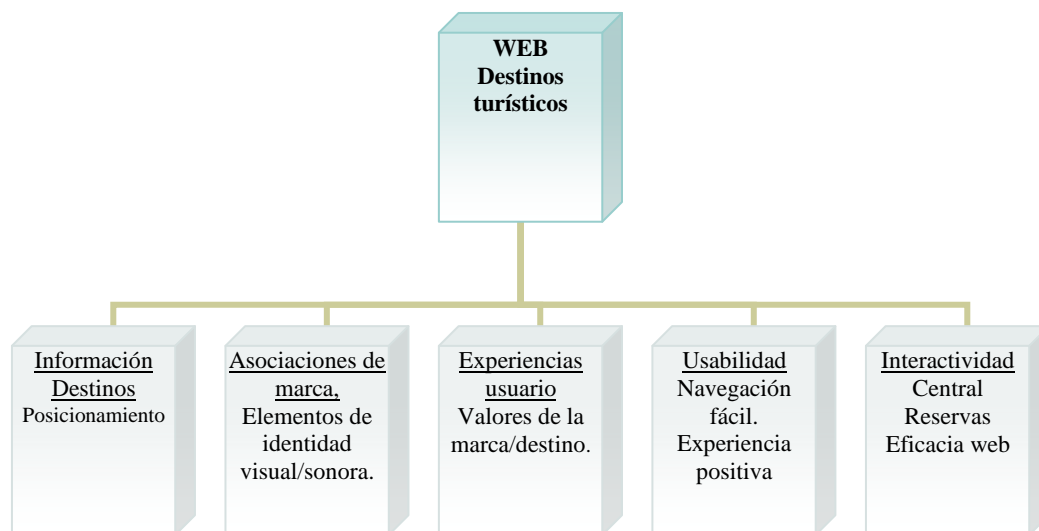 WEB
Destinos
turísticos
Información
Destinos
Posicionamiento
Asociaciones de
marca,
Elementos de
identidad
visual/sonora.
Experiencias
usuario
Valores de la
marca/destino.
Usabilidad
Navegación
fácil.
Experiencia
positiva
Interactividad
Central
Reservas
Eficacia web